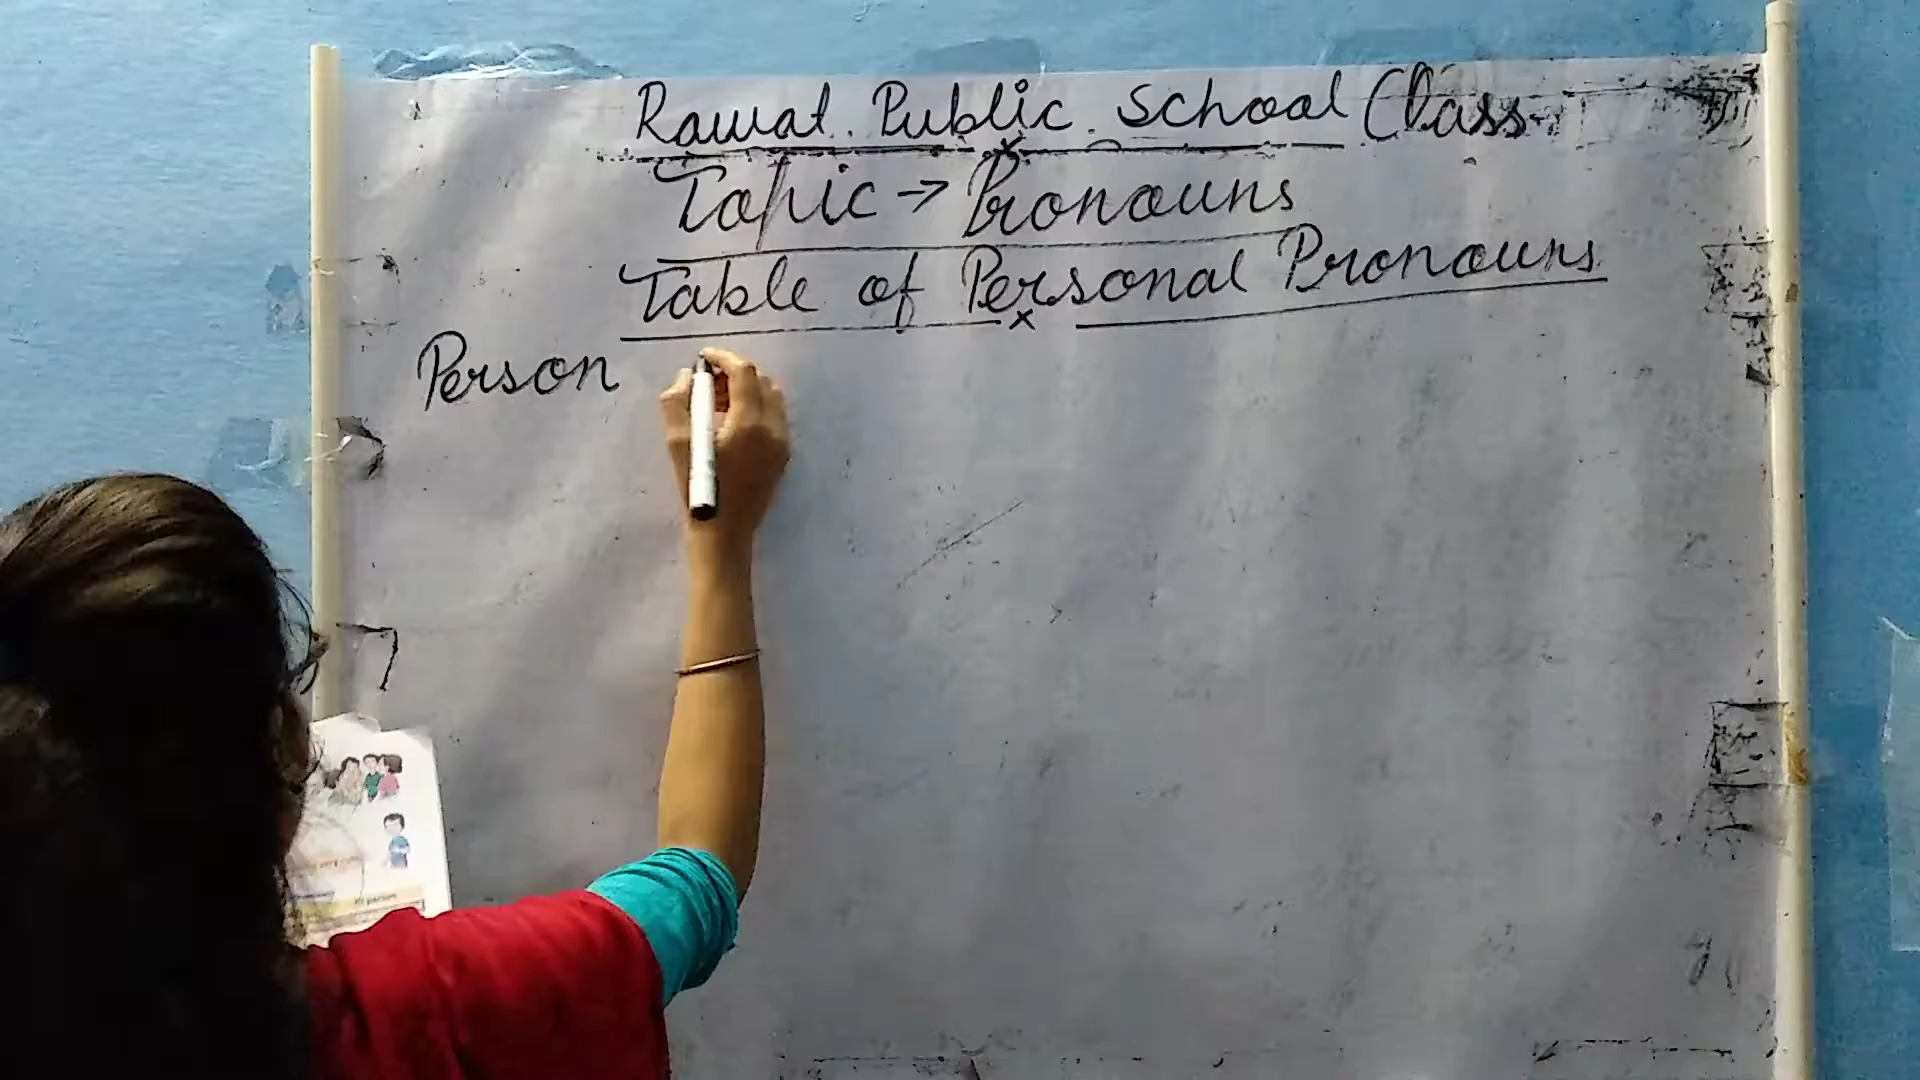 Rawat Public School Class
Topic → Pronouns
Table of Personal Pronouns
Person